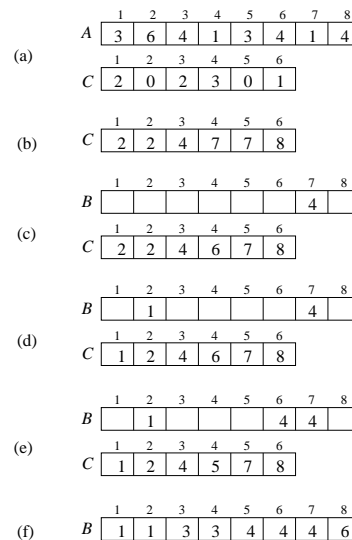 1 2 3 4 5 6 7 8
A 3 6 4 1 3 4 1 4
(a)
1 2 3 4 5 6
C 2 0 2 3 0 1
1 2 3 4 5 6
(b) C 2 2 4 7 7 8
1 2 3 4 5 6 7 8
B 4
(c)
1 2 3 4 5 6
C 2 2 4 6 7 8
1 2 3 4 5 6 7 8
B 1 4
(d)
1 2 3 4 5 6
C 1 2 4 6 7 8
1 2 3 4 5 6 7 8
B 1 4 4
(e)
1 2 3 4 5 6
C 1 2 4 5 7 8
1 2 3 4 5 6 7 8
(f) B 1 1 3 3 4 4 4 6